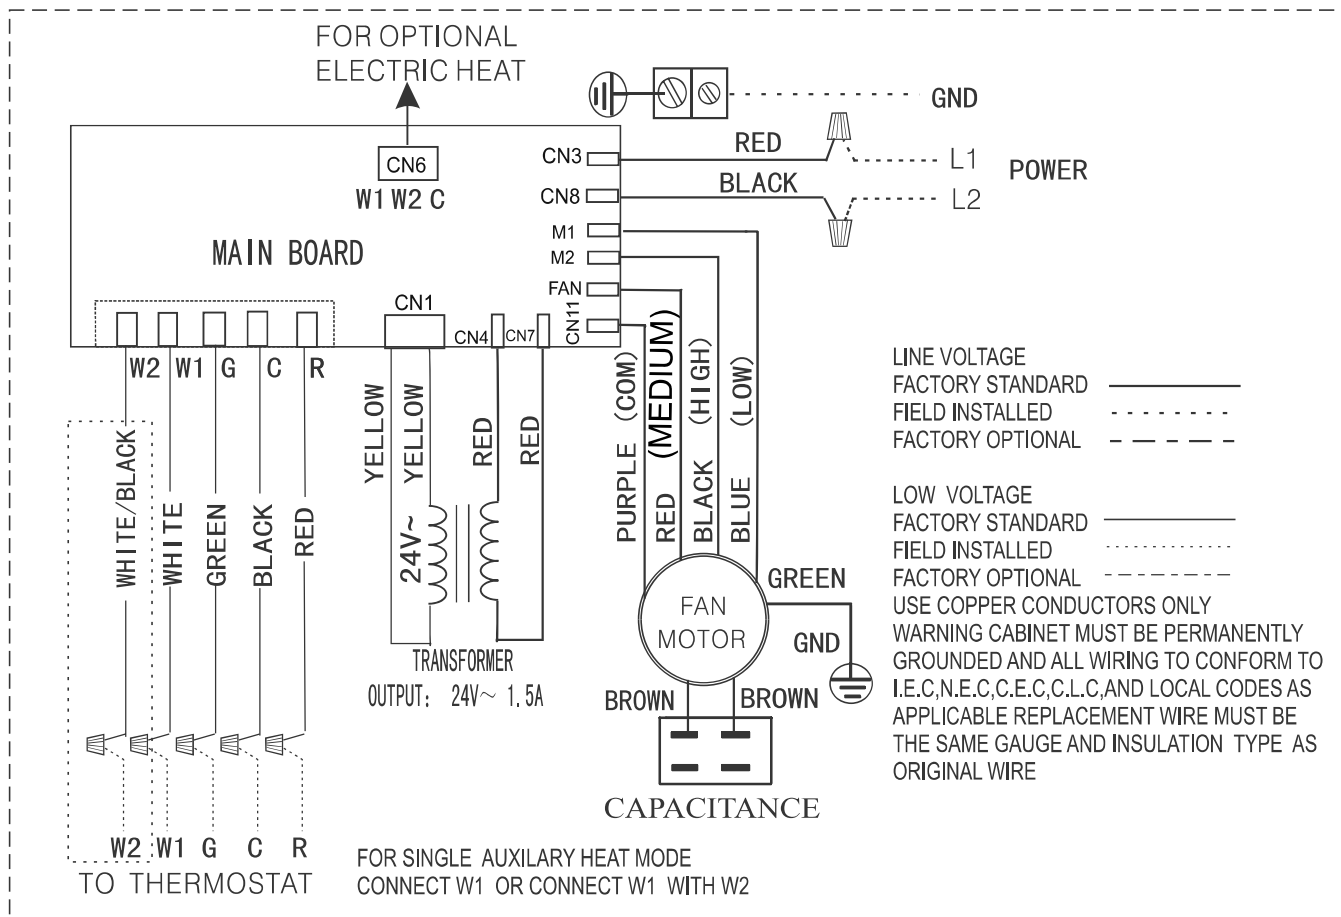 FOR OPTIONAL
ELECTRIC HEAT
GND
CN6
W1 W2 C
CN3
RED
L1
POWER
CN8
BLACK
L2
M1
M2
MAIN BOARD
FAN
CN11
CN1
CN4
CN7
W2 W1 G C R
YELLOW
YELLOW
RED
RED
PURPLE (COM)
RED (MEDIUM)
BLACK (HIGH)
BLUE (LOW)
WHITE/BLACK
WHITE
GREEN
BLACK
RED
24V~
TRANSFORMER
OUTPUT: 24V~ 1.5A
FAN
MOTOR
GREEN
GND
BROWN
BROWN
CAPACITANCE
W2 W1 G C R
TO THERMOSTAT
FOR SINGLE AUXILARY HEAT MODE
CONNECT W1 OR CONNECT W1 WITH W2
LINE VOLTAGE
FACTORY STANDARD
FIELD INSTALLED
FACTORY OPTIONAL
LOW VOLTAGE
FACTORY STANDARD
FIELD INSTALLED
FACTORY OPTIONAL
USE COPPER CONDUCTORS ONLY
WARNING CABINET MUST BE PERMANENTLY
GROUNDED AND ALL WIRING TO CONFORM TO
I.E.C,N.E.C,C.E.C,C.L.C,AND LOCAL CODES AS
APPLICABLE REPLACEMENT WIRE MUST BE
THE SAME GAUGE AND INSULATION TYPE AS
ORIGINAL WIRE